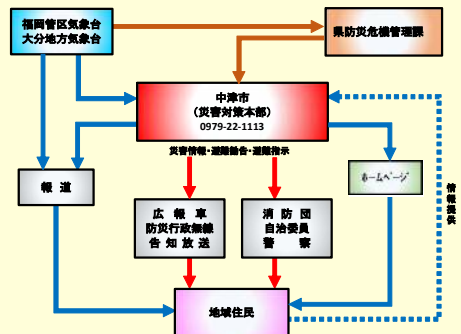 福岡管区気象台
大分地方気象台
県防災危機管理課
中津市
（災害対策本部）
0979-22-1113
災害情報・避難勧告・避難指示
報道
ホームページ
情報提供
広報車
防災行政無線
告知放送
消防団
自治委員
警察
地域住民